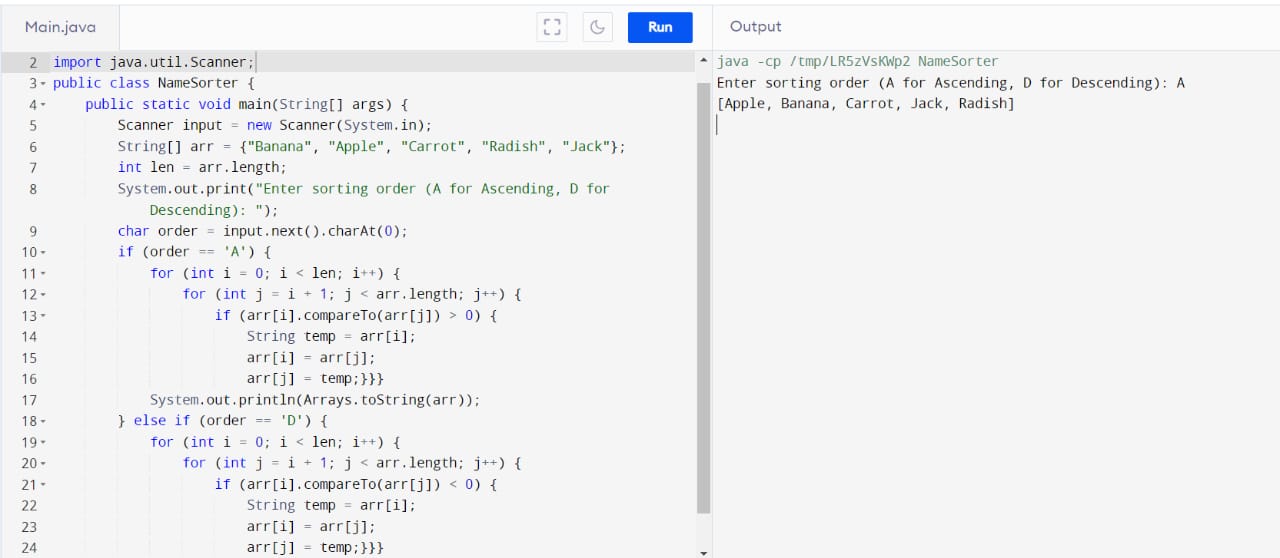 Main.java
Run
Output
2 import java.util.Scanner;
3 public class NameSorter {
4 public static void main(String[] args) {
5 Scanner input = new Scanner(System.in);
6 String[] arr = {"Banana", "Apple", "Carrot", "Radish", "Jack"};
7 int len = arr.length;
8 System.out.print("Enter sorting order (A for Ascending, D for
Descending): ");
9 char order = input.next().charAt(0);
10 if (order == 'A') {
11 for (int i = 0; i < len; i++) {
12 for (int j = i + 1; j < arr.length; j++) {
13 if (arr[i].compareTo(arr[j]) > 0) {
14 String temp = arr[i];
15 arr[i] = arr[j];
16 arr[j] = temp;}}}
17 System.out.println(Arrays.toString(arr));
18 } else if (order == 'D') {
19 for (int i = 0; i < len; i++) {
20 for (int j = i + 1; j < arr.length; j++) {
21 if (arr[i].compareTo(arr[j]) < 0) {
22 String temp = arr[i];
23 arr[i] = arr[j];
24 arr[j] = temp;}}}
java -cp /tmp/LR5zVsKWp2 NameSorter
Enter sorting order (A for Ascending, D for Descending): A
[Apple, Banana, Carrot, Jack, Radish]